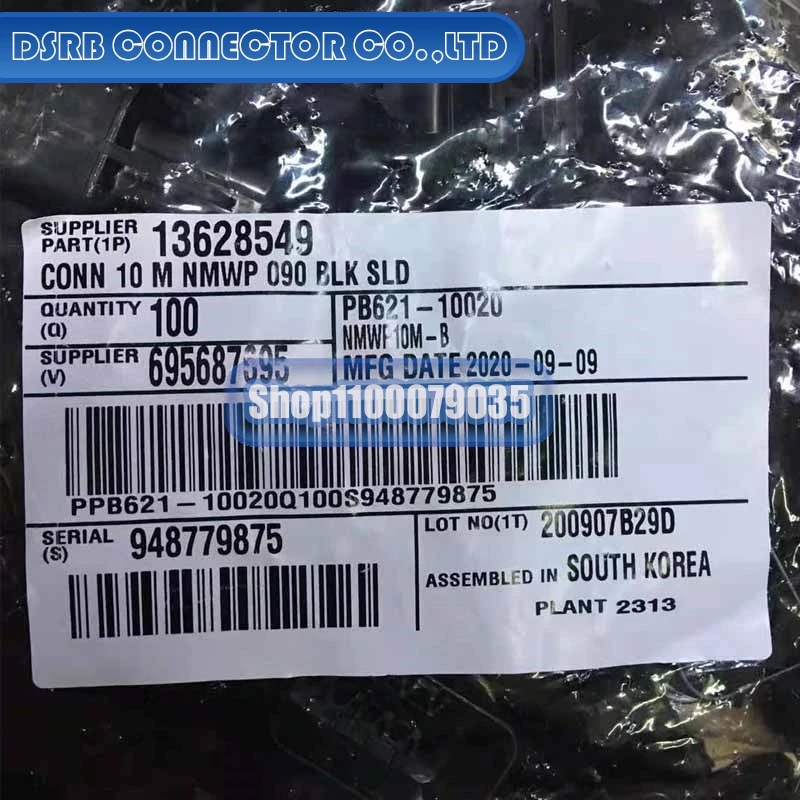 DSRB CONNECTOR CO.,LTD
SUPPLIER PART(1P) 13628549
CONN 10 M NMWP 090 BLK SLD
QUANTITY (Q) 100
PB621-10020
NMWP10M-B
SUPPLIER (V) 695687695
MFG DATE 2020-09-09
Shop1100079035
PPB621-10020Q100S948779875
SERIAL (S) 948779875
LOT NO(1T) 200907B29D
ASSEMBLED IN SOUTH KOREA
PLANT 2313